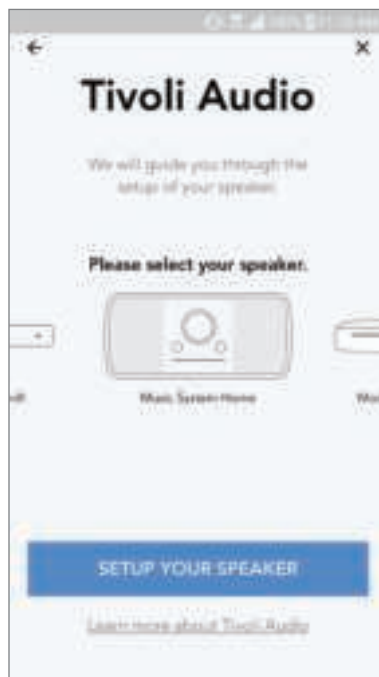 Tivoli Audio
We will guide you through the
setup of your speaker.
Please select your speaker.
Music System Home
SETUP YOUR SPEAKER
Learn more about Tivoli Audio